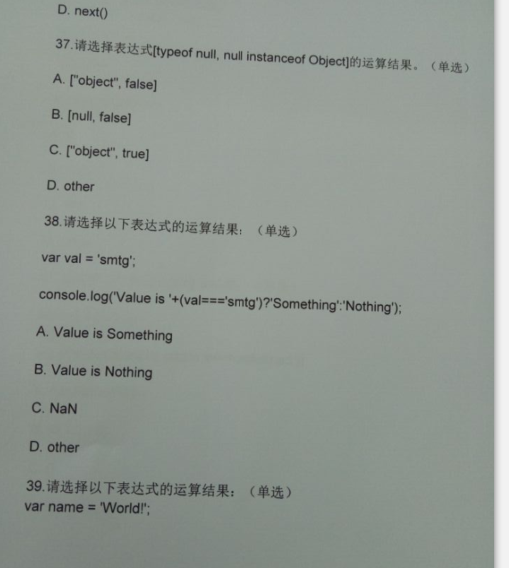 D. next()
37.请选择表达式[typeof null, null instanceof Object]的运算结果。（单选）
A. ["object", false]
B. [null, false]
C. ["object", true]
D. other
38.请选择以下表达式的运算结果：（单选）
var val = 'smtg';
console.log('Value is '+(val==='smtg')?'Something':'Nothing');
A. Value is Something
B. Value is Nothing
C. NaN
D. other
39.请选择以下表达式的运算结果：（单选）
var name = 'World!';